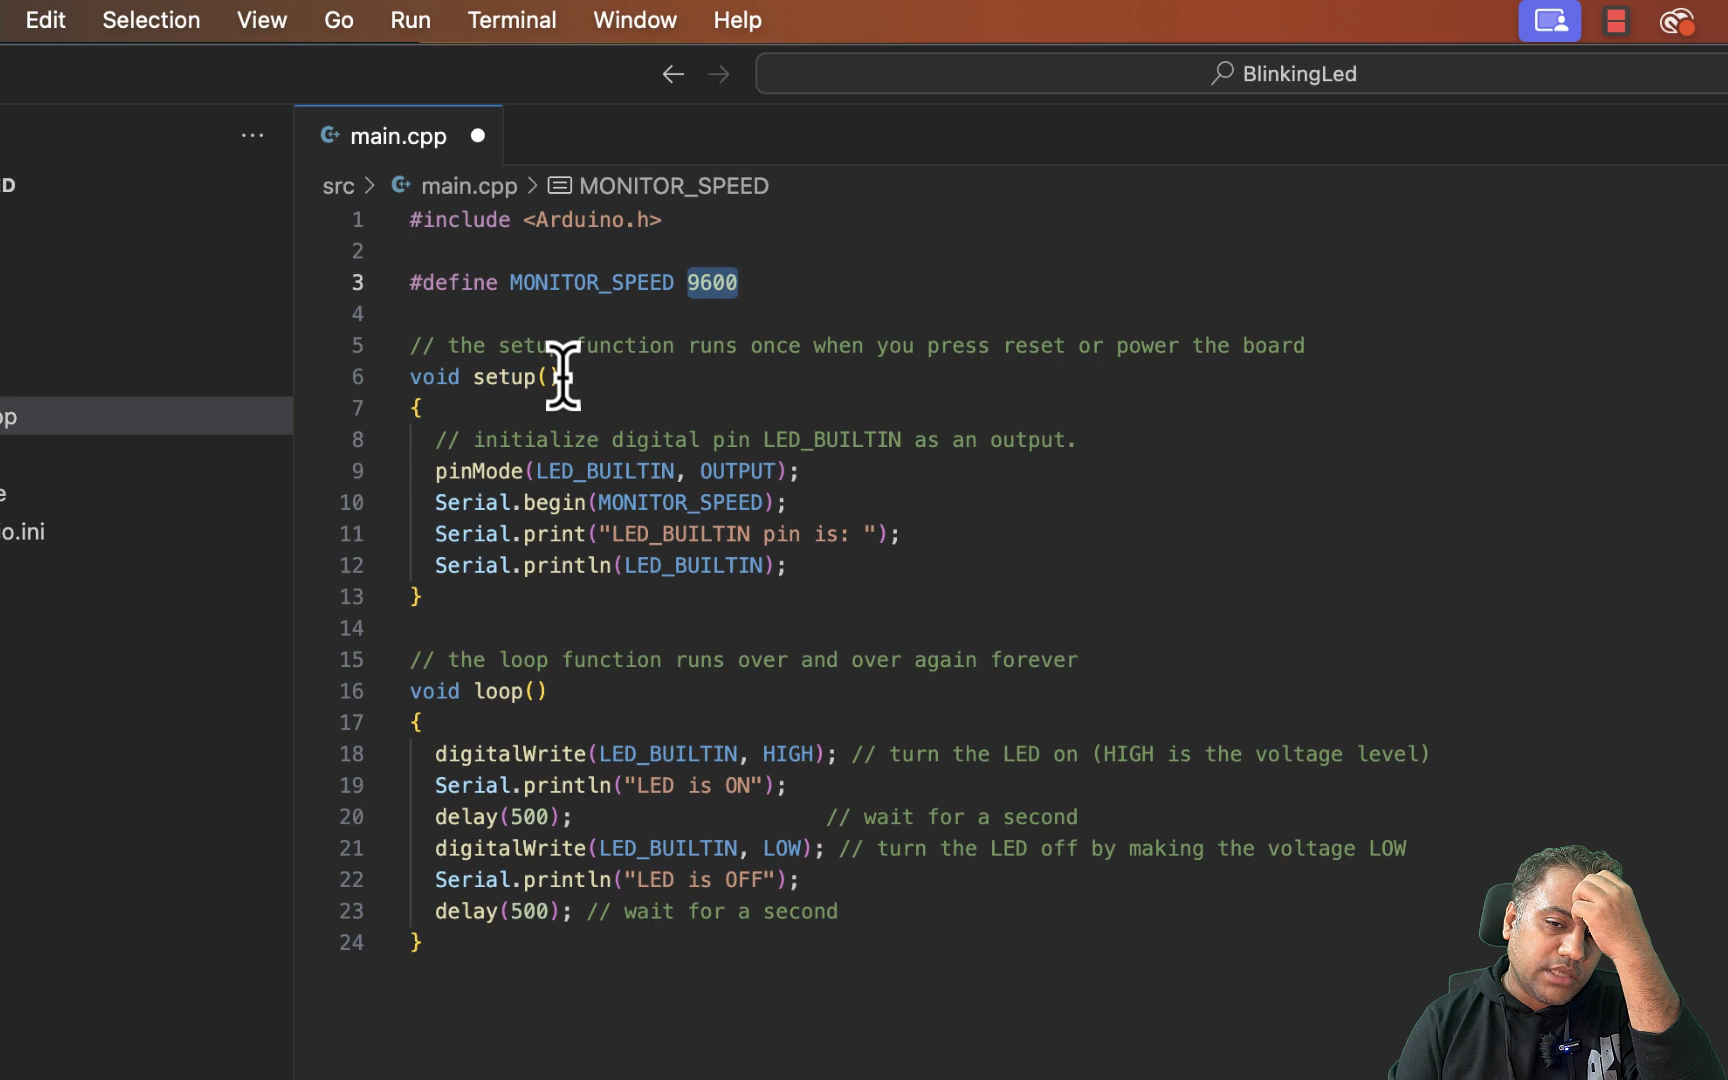 Edit Selection View Go Run Terminal Window Help
BlinkingLed
main.cpp
D
src > main.cpp > MONITOR_SPEED
1 #include <Arduino.h>
2
3 #define MONITOR_SPEED 9600
4
5 // the setup function runs once when you press reset or power the board
6 void setup()
7 {
8 // initialize digital pin LED_BUILTIN as an output.
9 pinMode(LED_BUILTIN, OUTPUT);
10 Serial.begin(MONITOR_SPEED);
11 Serial.print("LED_BUILTIN pin is: ");
12 Serial.println(LED_BUILTIN);
13 }
14
15 // the loop function runs over and over again forever
16 void loop()
17 {
18 digitalWrite(LED_BUILTIN, HIGH); // turn the LED on (HIGH is the voltage level)
19 Serial.println("LED is ON");
20 delay(500); // wait for a second
21 digitalWrite(LED_BUILTIN, LOW); // turn the LED off by making the voltage LOW
22 Serial.println("LED is OFF");
23 delay(500); // wait for a second
24 }
pp
e
io.ini